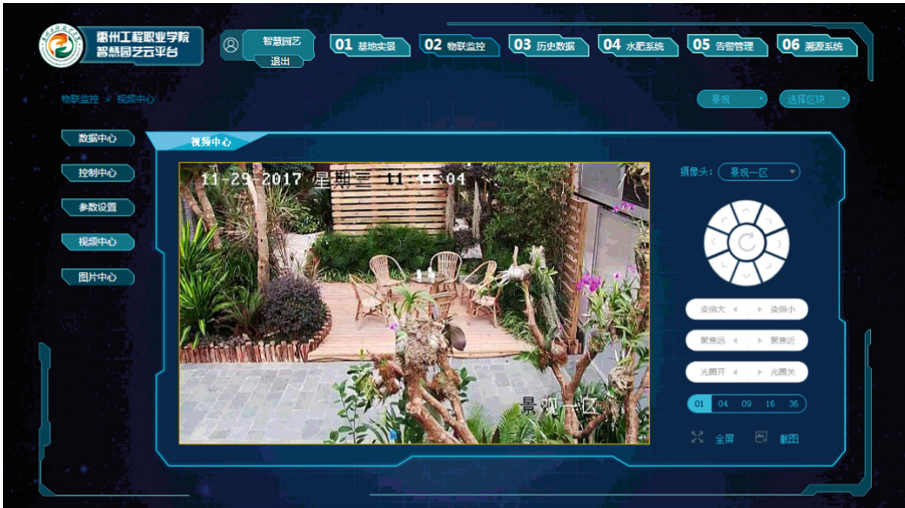 惠州工程职业学院
智慧园艺云平台
智慧园艺
退出
01 基地实景
02 物联监控
03 历史数据
04 水肥系统
05 告警管理
06 溯源系统
物联监控 > 视频中心
景观
选择区块
数据中心
控制中心
参数设置
视频中心
图片中心
视频中心
11-29-2017 星期三 11:44:04
景观一区
摄像头：
景观一区
变倍大
变倍小
聚焦远
聚焦近
光圈开
光圈关
01 04 09 16 36
全屏
截图